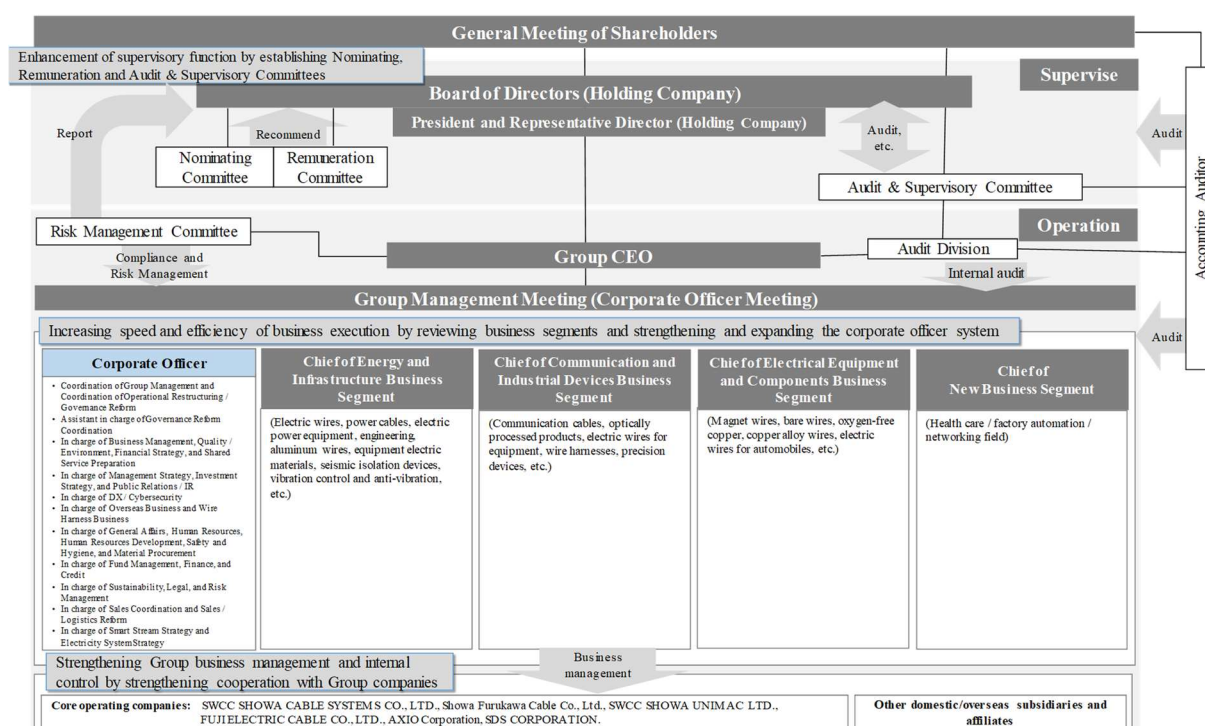 General Meeting of Shareholders
Enhancement of supervisory function by establishing Nominating,
Remuneration and Audit & Supervisory Committees
Supervise
Board of Directors (Holding Company)
President and Representative Director (Holding Company)
Report
Recommend
Audit,
etc.
Audit
Nominating
Committee
Remuneration
Committee
Audit & Supervisory Committee
Accounting Auditor
Risk Management Committee
Operation
Audit Division
Group CEO
Compliance and
Risk Management
Internal audit
Group Management Meeting (Corporate Officer Meeting)
Increasing speed and efficiency of business execution by reviewing business segments and strengthening and expanding the corporate officer system
Audit
Corporate Officer
• Coordination of Group Management and
Coordination of Operational Restructuring /
Governance Reform
• Assistant in charge of Governance Reform
Coordination
• In charge of Business Management, Quality /
Environment, Financial Strategy, and Shared
Service Preparation
• In charge of Management Strategy, Investment
Strategy, and Public Relations / IR
• In charge of DX / Cybersecurity
• In charge of Overseas Business and Wire
Harness Business
• In charge of General Affairs, Human Resources,
Human Resources Development, Safety and
Hygiene, and Material Procurement
• In charge of Fund Management, Finance, and
Credit
• In charge of Sustainability, Legal, and Risk
Management
• In charge of Sales Coordination and Sales /
Logistics Reform
• In charge of Smart Stream Strategy and
Electricity System Strategy
Chief of Energy and
Infrastructure Business
Segment
(Electric wires, power cables, electric
power equipment, engineering,
aluminum wires, equipment electric
materials, seismic isolation devices,
vibration control and anti-vibration,
etc.)
Chief of Communication and
Industrial Devices Business
Segment
(Communication cables, optically
processed products, electric wires for
equipment, wire harnesses, precision
devices, etc.)
Chief of Electrical Equipment
and Components Business
Segment
(Magnet wires, bare wires, oxygen-free
copper, copper alloy wires, electric
wires for automobiles, etc.)
Chief of
New Business Segment
(Health care / factory automation /
networking field)
Strengthening Group business management and internal
control by strengthening cooperation with Group companies
Business
management
Core operating companies: SWCC SHOWA CABLE SYSTEMS CO., LTD., Showa Furukawa Cable Co., Ltd., SWCC SHOWA UNIMAC LTD.,
FUJI ELECTRIC CABLE CO., LTD., AXIO Corporation, SDS CORPORATION.
Other domestic/overseas subsidiaries and
affiliates